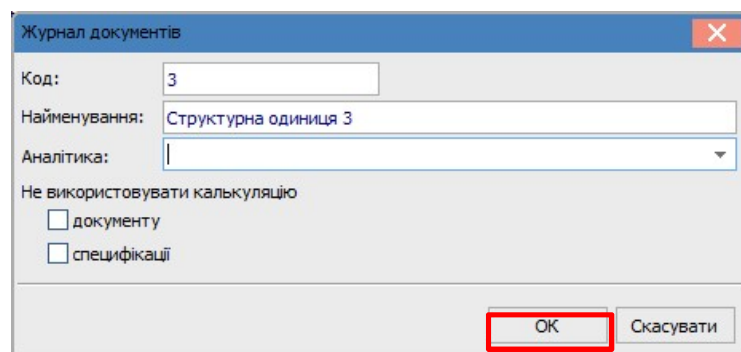 Журнал документів
Код: 3
Найменування: Структурна одиниця 3
Аналітика:
Не використовувати калькуляцію
документу
специфікації
ОК Скасувати